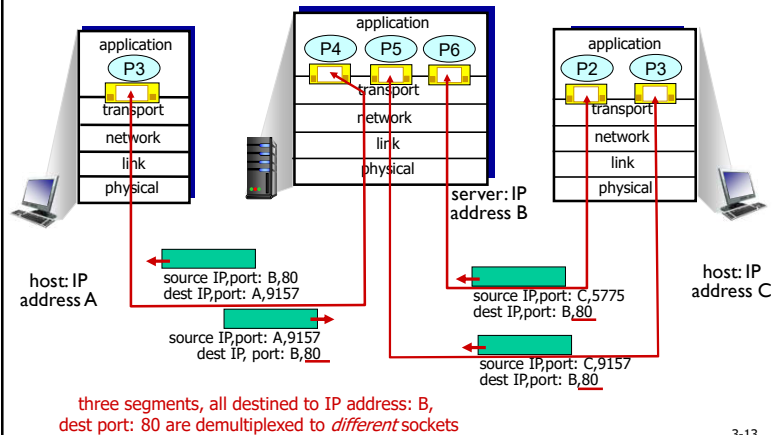 application
P3
transport
network
link
physical
host: IP
address A
application
P4 P5 P6
transport
network
link
physical
server: IP
address B
application
P2 P3
transport
network
link
physical
host: IP
address C
source IP,port: B,80
dest IP,port: A,9157
source IP,port: A,9157
dest IP, port: B,80
source IP,port: C,5775
dest IP,port: B,80
source IP,port: C,9157
dest IP,port: B,80
three segments, all destined to IP address: B,
dest port: 80 are demultiplexed to different sockets
3-13